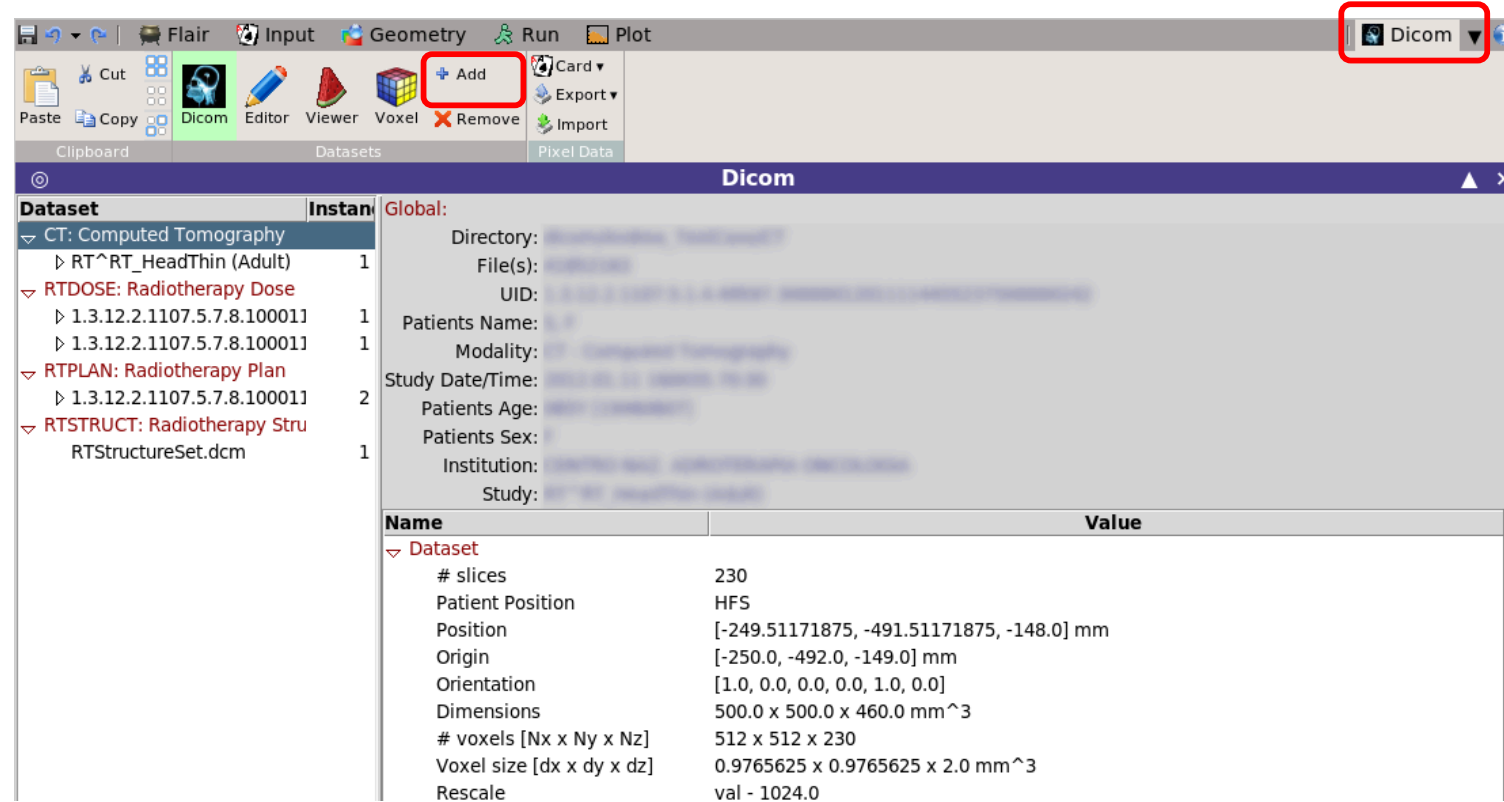 Flair Input Geometry Run Plot Dicom
Cut Add Card
Export
Paste Copy Dicom Editor Viewer Voxel Remove Import
Clipboard Datasets Pixel Data
Dicom
Dataset Instan Global:
CT: Computed Tomography Directory:
RT^RT_HeadThin (Adult) 1 File(s):
RTDOSE: Radiotherapy Dose UID:
1.3.12.2.1107.5.7.8.100011 1 Patients Name:
1.3.12.2.1107.5.7.8.100011 1 Modality:
RTPLAN: Radiotherapy Plan Study Date/Time:
1.3.12.2.1107.5.7.8.100011 2 Patients Age:
RTSTRUCT: Radiotherapy Stru Patients Sex:
RTStructureSet.dcm 1 Institution:
Study:
Name Value
Dataset
# slices 230
Patient Position HFS
Position [-249.51171875, -491.51171875, -148.0] mm
Origin [-250.0, -492.0, -149.0] mm
Orientation [1.0, 0.0, 0.0, 0.0, 1.0, 0.0]
Dimensions 500.0 x 500.0 x 460.0 mm^3
# voxels [Nx x Ny x Nz] 512 x 512 x 230
Voxel size [dx x dy x dz] 0.9765625 x 0.9765625 x 2.0 mm^3
Rescale val - 1024.0